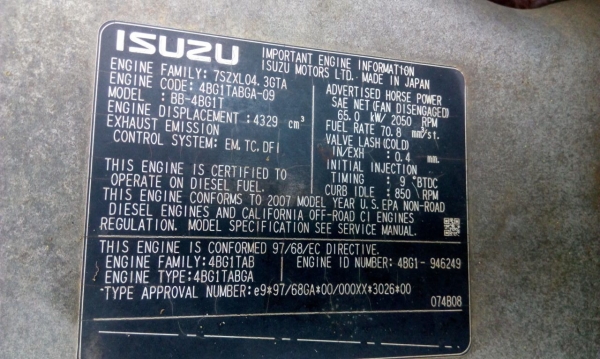 ISUZU
IMPORTANT ENGINE INFORMATION
ISUZU MOTORS LTD. MADE IN JAPAN
ENGINE FAMILY: 7SZXL04.3GTA
ENGINE CODE: 4BG1TABGA-09
MODEL : BB-4BG1T
ENGINE DISPLACEMENT: 4329 cm³
EXHAUST EMISSION
CONTROL SYSTEM: EM, TC, DFI
THIS ENGINE IS CERTIFIED TO
OPERATE ON DIESEL FUEL.
ADVERTISED HORSE POWER
SAE NET (FAN DISENGAGED)
65.0 kW/ 2050 RPM
FUEL RATE 70.8 mm³/st.
VALVE LASH (COLD)
IN/EXH : 0.4 mm.
INITIAL INJECTION
TIMING : 9 °BTDC
CURB IDLE : 850 RPM
THIS ENGINE CONFORMS TO 2007 MODEL YEAR U.S.EPA NON-ROAD
DIESEL ENGINES AND CALIFORNIA OFF-ROAD CI ENGINES
REGULATION. MODEL SPECIFICATION SEE SERVICE MANUAL.
THIS ENGINE IS CONFORMED 97/68/EC DIRECTIVE.
ENGINE FAMILY: 4BG1TAB
ENGINE ID NUMBER: 4BG1- 946249
ENGINE TYPE: 4BG1TABGA
TYPE APPROVAL NUMBER: e9*97/68GA*00/000XX*3026*00
074B08